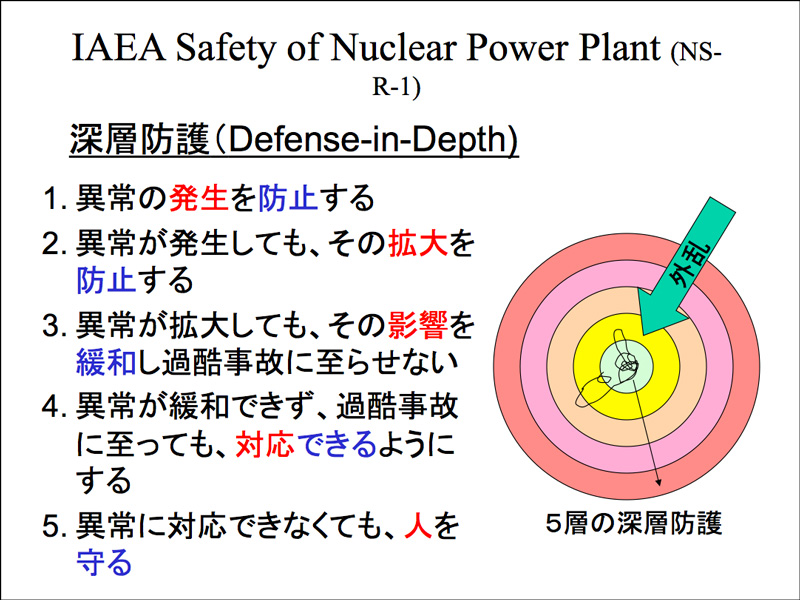 IAEA Safety of Nuclear Power Plant (NS-
R-1)
深層防護（Defense-in-Depth)
1. 異常の発生を防止する
2. 異常が発生しても、その拡大を
防止する
3. 異常が拡大しても、その影響を
緩和し過酷事故に至らせない
4. 異常が緩和できず、過酷事故
に至っても、対応できるように
する
5. 異常に対応できなくても、人を
守る
外乱
５層の深層防護